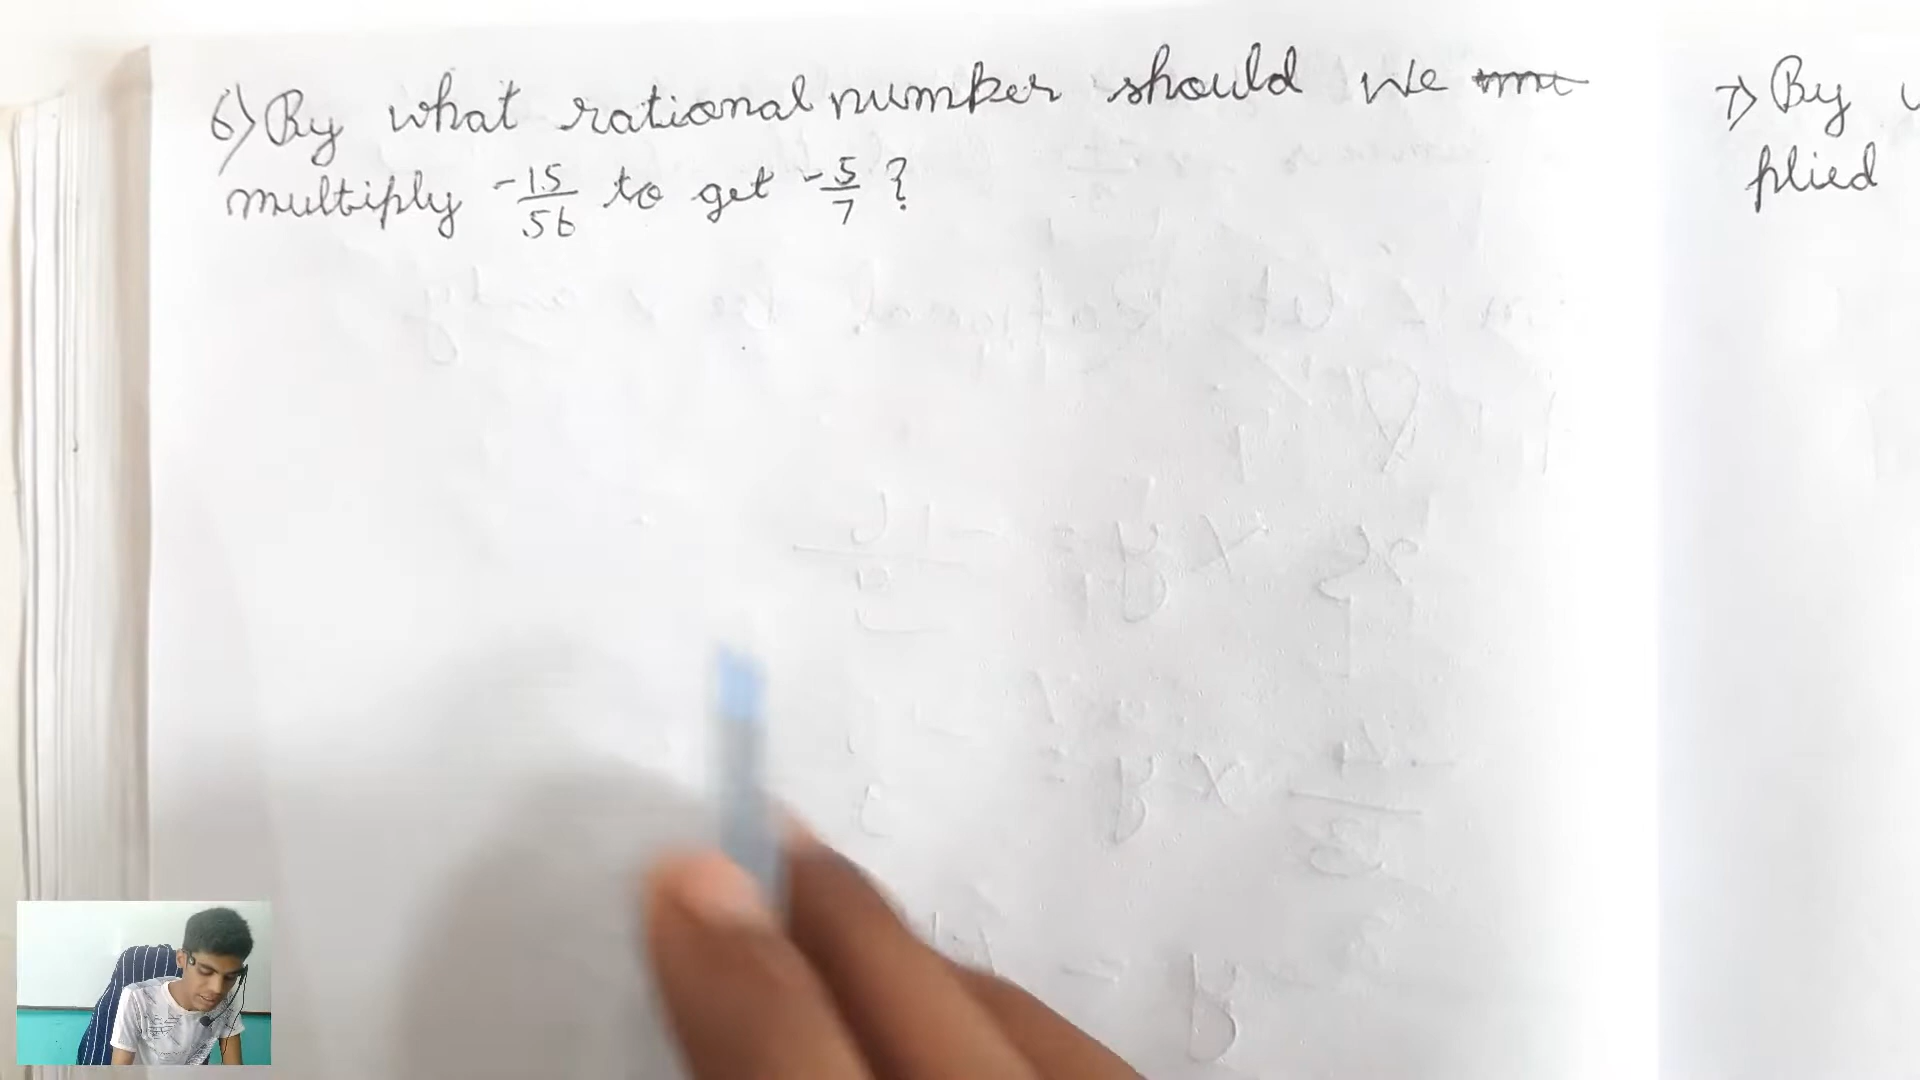 6) By what rational number should we
multiply -15/56 to get -5/7 ?
7) By
plied